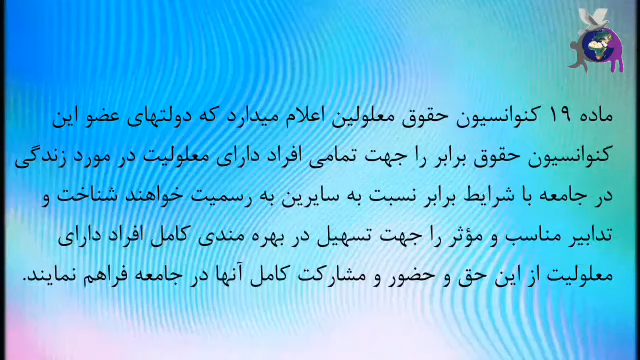 ماده ۱۹ کنوانسیون حقوق معلولین اعلام میدارد که دولتهای عضو این
کنوانسیون حقوق برابر را جهت تمامی افراد دارای معلولیت در مورد زندگی
در جامعه با شرایط برابر نسبت به سایرین به رسمیت خواهند شناخت و
تدابیر مناسب و مؤثر را جهت تسهیل در بهره مندی کامل افراد دارای
معلولیت از این حق و حضور و مشارکت کامل آنها در جامعه فراهم نمایند.